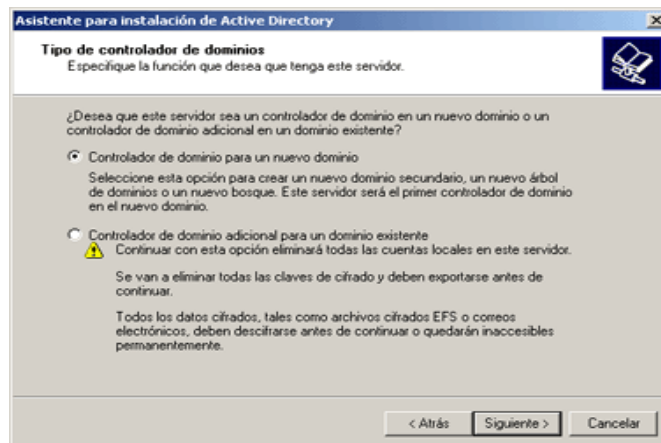 Asistente para instalación de Active Directory
Tipo de controlador de dominios
Especifique la función que desea que tenga este servidor.
¿Desea que este servidor sea un controlador de dominio en un nuevo dominio o un
controlador de dominio adicional en un dominio existente?
Controlador de dominio para un nuevo dominio
Seleccione esta opción para crear un nuevo dominio secundario, un nuevo árbol
de dominios o un nuevo bosque. Este servidor será el primer controlador de dominio
en el nuevo dominio.
Controlador de dominio adicional para un dominio existente
Continuar con esta opción eliminará todas las cuentas locales en este servidor.
Se van a eliminar todas las claves de cifrado y deben exportarse antes de
continuar.
Todos los datos cifrados, tales como archivos cifrados EFS o correos
electrónicos, deben descifrarse antes de continuar o quedarán inaccesibles
permanentemente.
< Atrás Siguiente > Cancelar